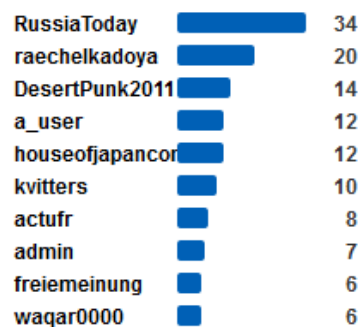 RussiaToday 34
raechelkadoya 20
DesertPunk2011 14
a_user 12
houseofjapancor 12
kvitters 10
actufr 8
admin 7
freiemeinung 6
waqar0000 6